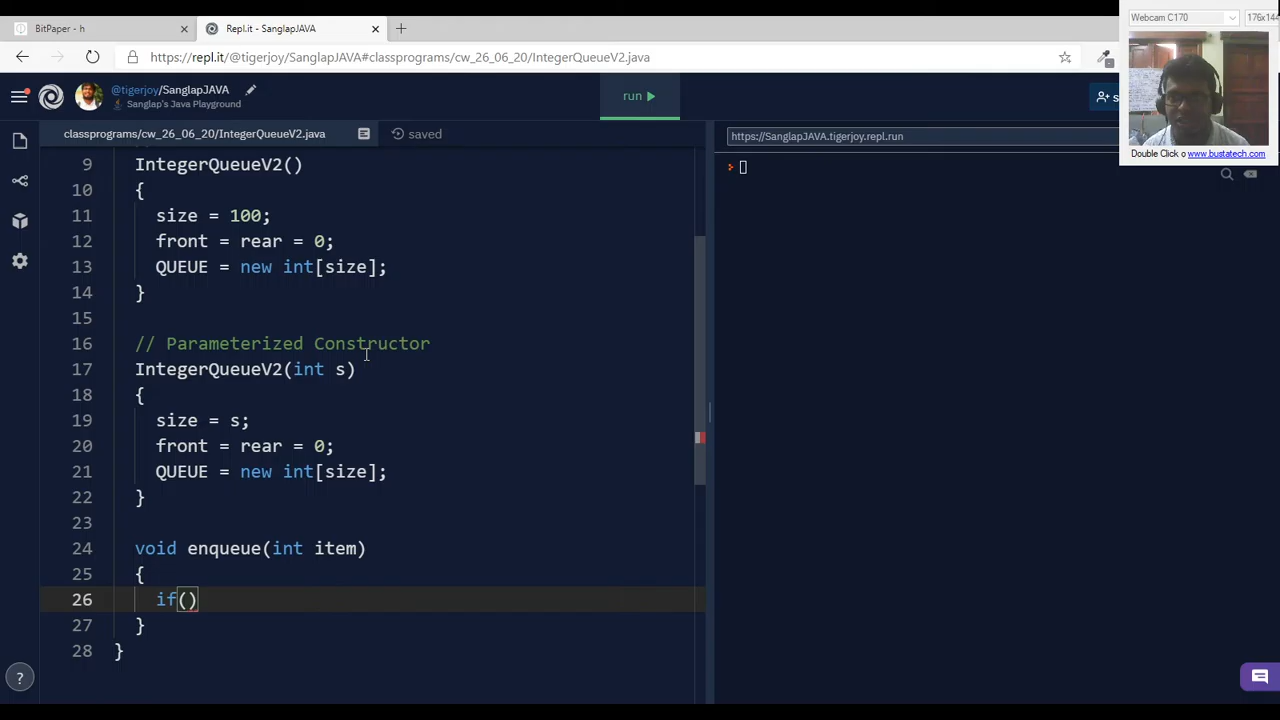 BitPaper - h
Repl.it - SanglapJAVA
Webcam C170
176x144
https://repl.it/@tigerjoy/SanglapJAVA#classprograms/cw_26_06_20/IntegerQueueV2.java
@tigerjoy/SanglapJAVA
Sanglap's Java Playground
run
s
Double Click o www.bustatech.com
classprograms/cw_26_06_20/IntegerQueueV2.java
saved
https://SanglapJAVA.tigerjoy.repl.run
9 IntegerQueueV2()
10 {
11 size = 100;
12 front = rear = 0;
13 QUEUE = new int[size];
14 }
15
16 // Parameterized Constructor
17 IntegerQueueV2(int s)
18 {
19 size = s;
20 front = rear = 0;
21 QUEUE = new int[size];
22 }
23
24 void enqueue(int item)
25 {
26 if()
27 }
28 }
?